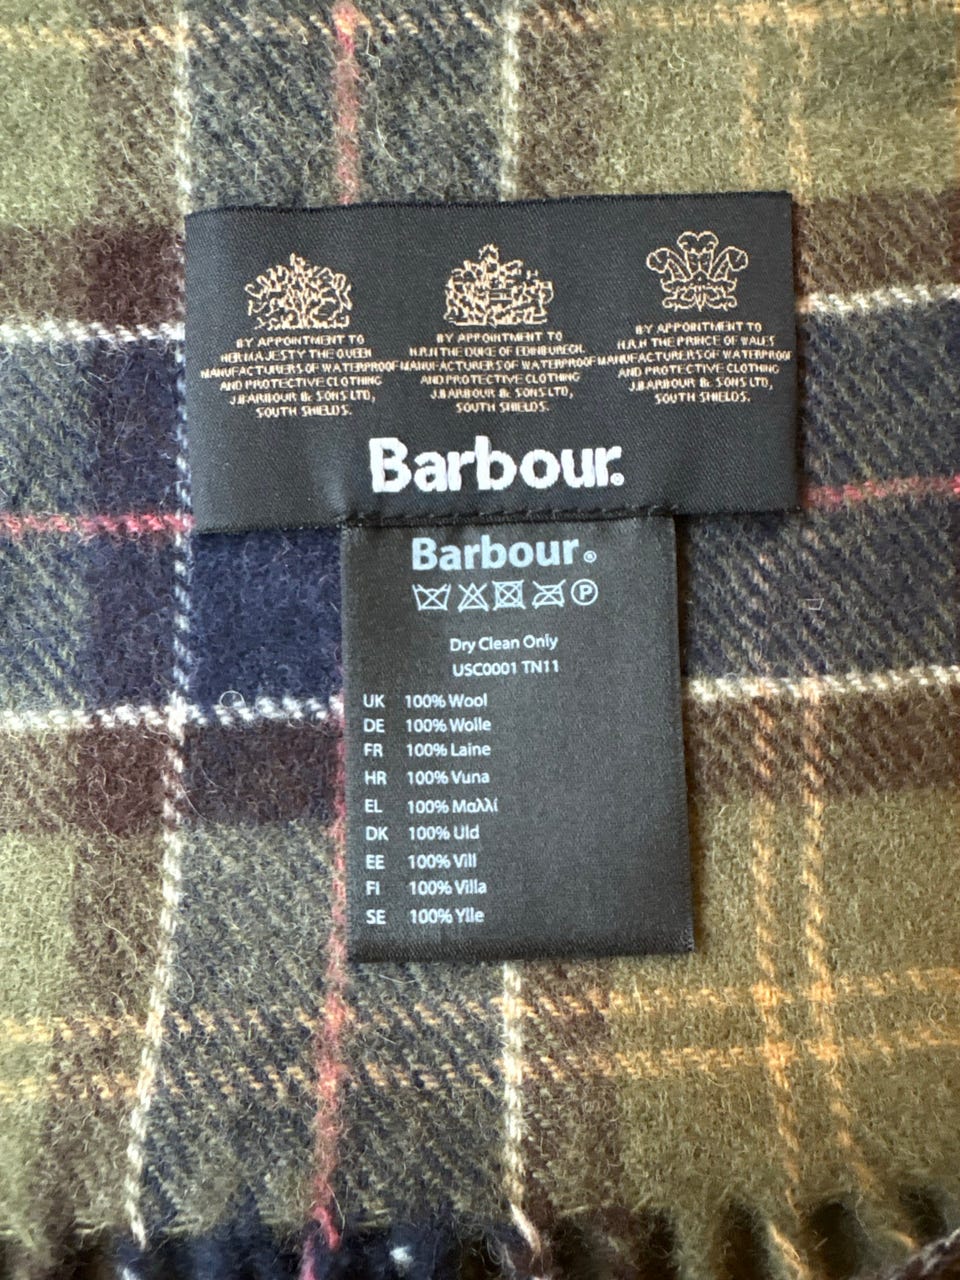 BY APPOINTMENT TO
HER MAJESTY THE QUEEN
MANUFACTURERS OF WATERPROOF
AND PROTECTIVE CLOTHING
J.BARBOUR & SONS LTD,
SOUTH SHIELDS.
BY APPOINTMENT TO
H.R.H THE DUKE OF EDINBURGH.
MANUFACTURERS OF WATERPROOF
AND PROTECTIVE CLOTHING
J.BARBOUR & SONS LTD,
SOUTH SHIELDS.
BY APPOINTMENT TO
H.R.H THE PRINCE OF WALES
MANUFACTURERS OF WATERPROOF
AND PROTECTIVE CLOTHING
J.BARBOUR & SONS LTD,
SOUTH SHIELDS.
Barbour.
Barbour®
P
Dry Clean Only
USC0001 TN11
UK 100% Wool
DE 100% Wolle
FR 100% Laine
HR 100% Vuna
EL 100% Μαλλί
DK 100% Uld
EE 100% Vill
FI 100% Villa
SE 100% Ylle